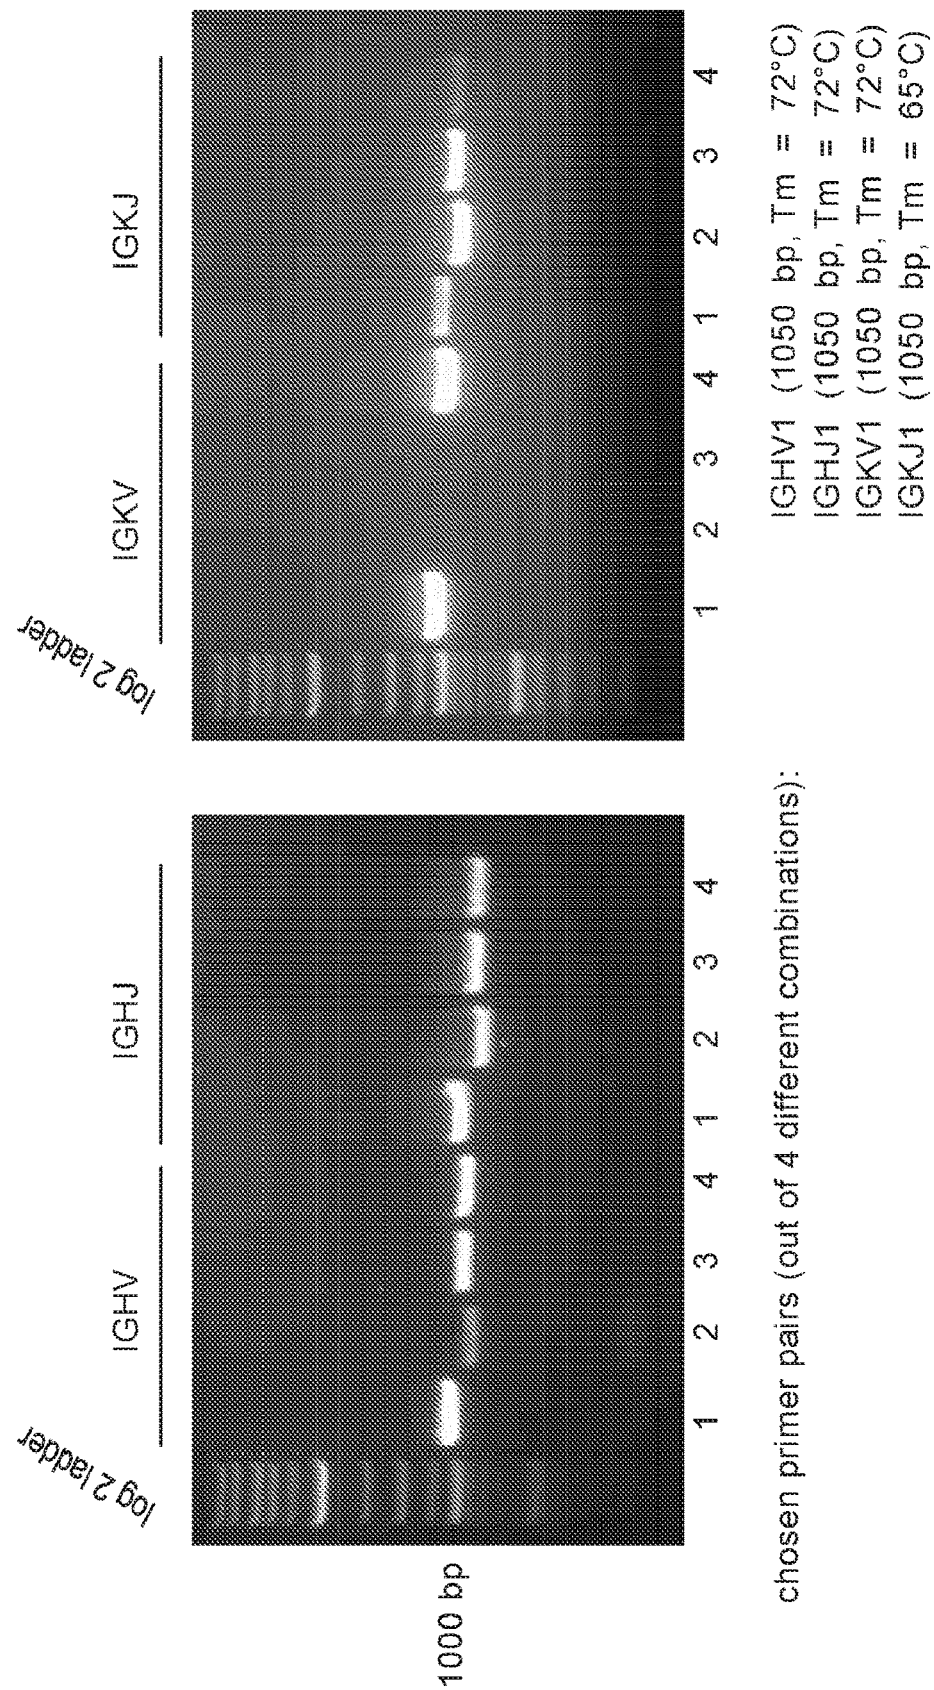 log 2 ladder
IGHV
IGHJ
1000 bp
1 2 3 4 1 2 3 4
log 2 ladder
IGKV
IGKJ
1 2 3 4 1 2 3 4
chosen primer pairs (out of 4 different combinations):
IGHV1 (1050 bp, Tm = 72°C)
IGHJ1 (1050 bp, Tm = 72°C)
IGKV1 (1050 bp, Tm = 72°C)
IGKJ1 (1050 bp, Tm = 65°C)